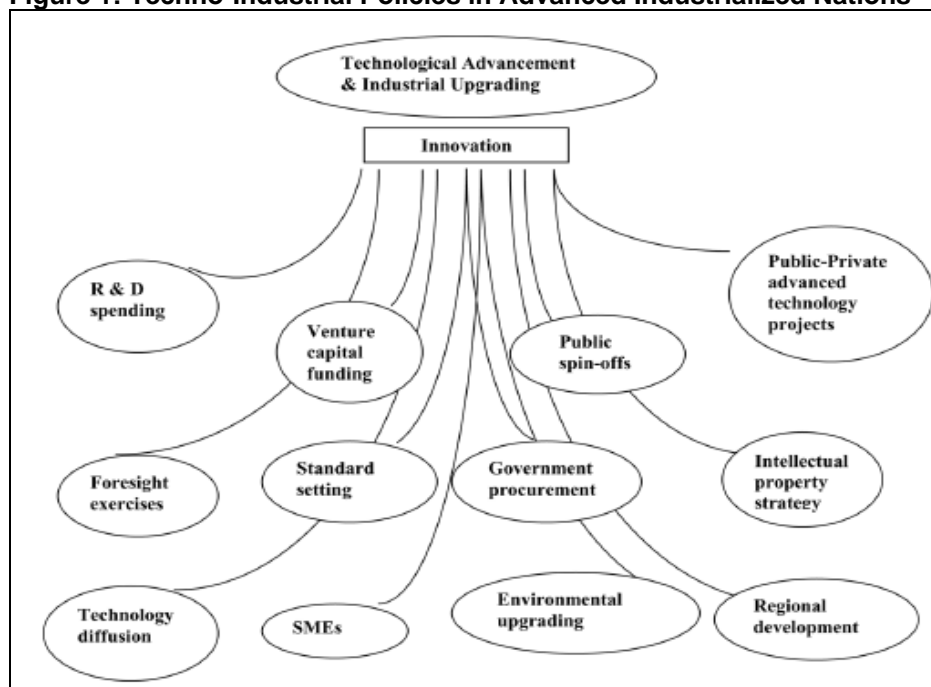 Figure 1: Techno-Industrial Policies in Advanced Industrialized Nations
Technological Advancement
& Industrial Upgrading
Innovation
R & D
spending
Venture
capital
funding
Public
spin-offs
Public-Private
advanced
technology
projects
Foresight
exercises
Standard
setting
Government
procurement
Intellectual
property
strategy
Technology
diffusion
SMEs
Environmental
upgrading
Regional
development